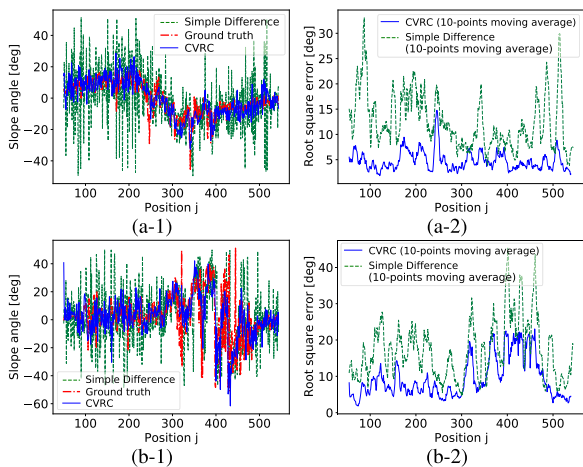 Slope angle [deg]
40
20
0
−20
−40
Simple Difference
Ground truth
CVRC
100 200 300 400 500
Position j
(a-1)
Root square error [deg]
30
25
20
15
10
5
CVRC (10-points moving average)
Simple Difference
(10-points moving average)
100 200 300 400 500
Position j
(a-2)
Slope angle [deg]
40
20
0
−20
−40
−60
Simple Difference
Ground truth
CVRC
100 200 300 400 500
Position j
(b-1)
Root square error [deg]
40
30
20
10
0
CVRC (10-points moving average)
Simple Difference
(10-points moving average)
100 200 300 400 500
Position j
(b-2)